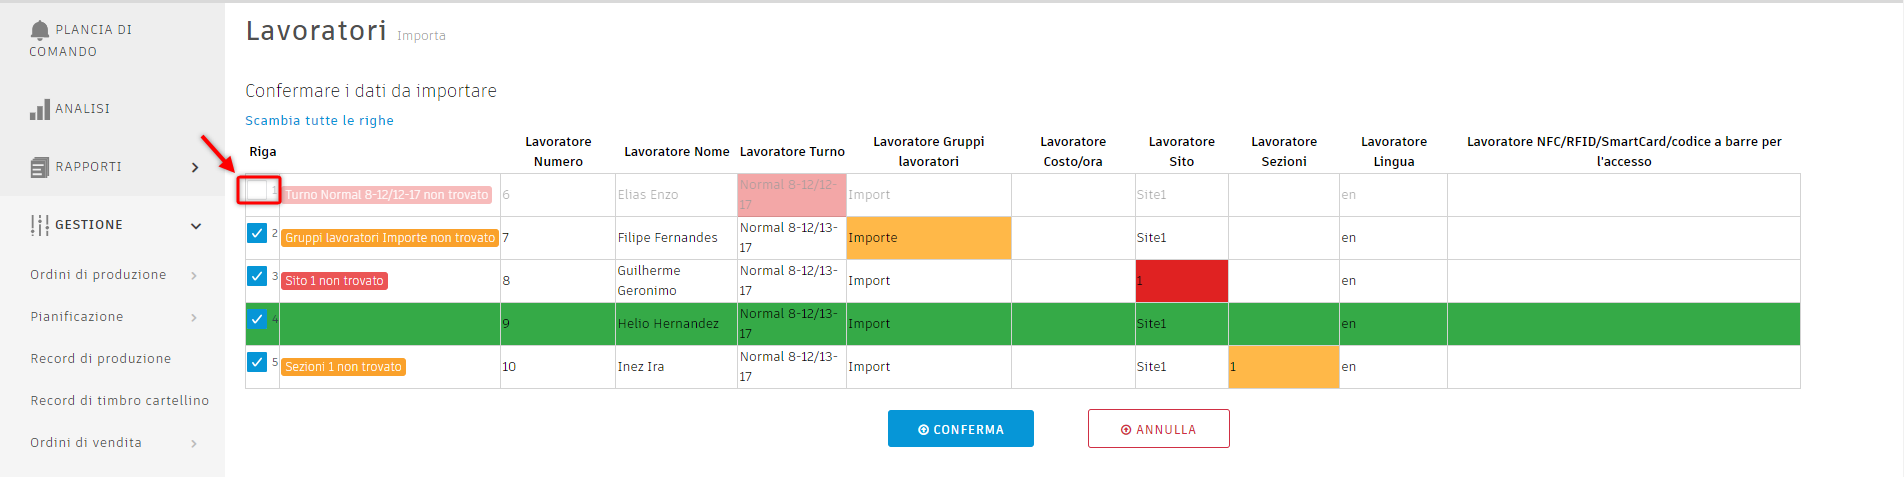 PLANCIA DI
COMANDO
ANALISI
RAPPORTI
GESTIONE
Ordini di produzione
Pianificazione
Record di produzione
Record di timbro cartellino
Ordini di vendita
Lavoratori Importa
Confermare i dati da importare
Scambia tutte le righe
Riga
Lavoratore
Numero
Lavoratore Nome
Lavoratore Turno
Lavoratore Gruppi
lavoratori
Lavoratore
Costo/ora
Lavoratore
Sito
Lavoratore
Sezioni
Lavoratore
Lingua
Lavoratore NFC/RFID/SmartCard/codice a barre per
l'accesso
1
Turno Normal 8-12/12-17 non trovato
6
Elias Enzo
Normal 8-12/12-
17
Import
Site1
en
2
Gruppi lavoratori Importe non trovato
7
Filipe Fernandes
Normal 8-12/13-
17
Importe
Site1
en
3
Sito 1 non trovato
8
Guilherme
Geronimo
Normal 8-12/13-
17
Import
1
en
4
9
Helio Hernandez
Normal 8-12/13-
17
Import
Site1
en
5
Sezioni 1 non trovato
10
Inez Ira
Normal 8-12/13-
17
Import
Site1
1
en
CONFERMA
ANNULLA